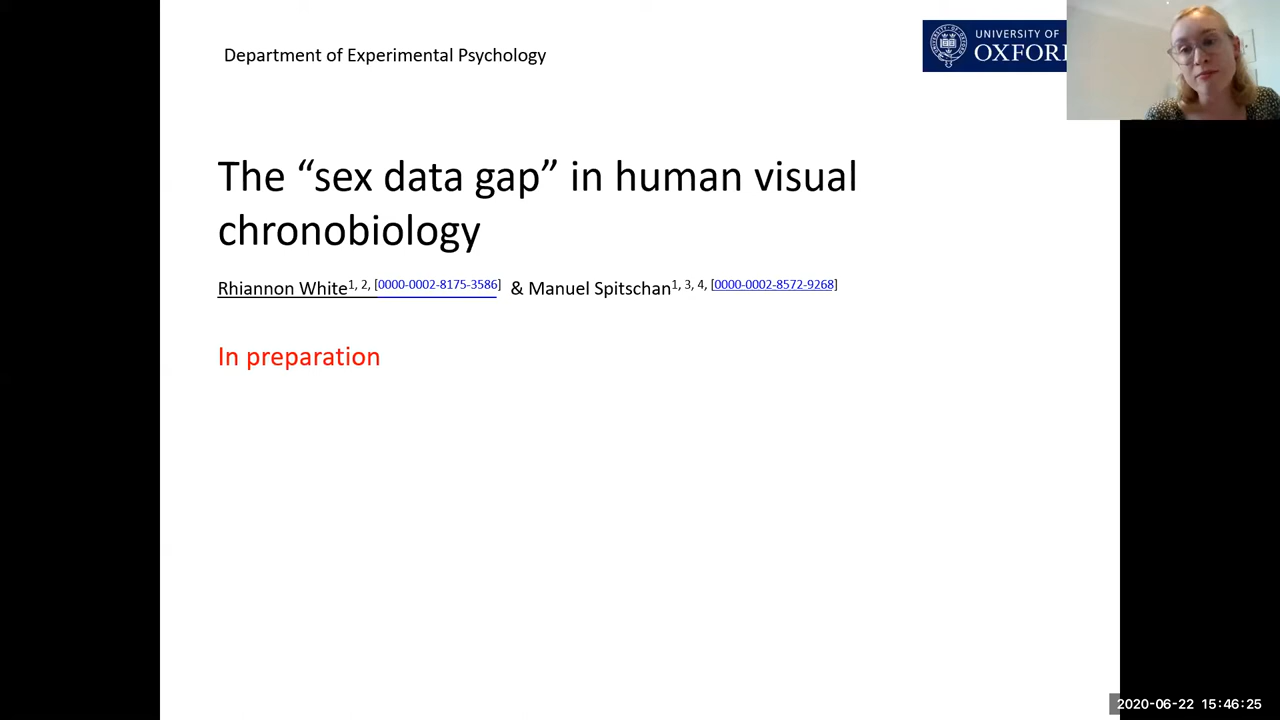 Department of Experimental Psychology
UNIVERSITY OF
OXFORD
The “sex data gap” in human visual
chronobiology
Rhiannon White1, 2, [0000-0002-8175-3586] & Manuel Spitschan1, 3, 4, [0000-0002-8572-9268]
In preparation
2020-06-22 15:46:25